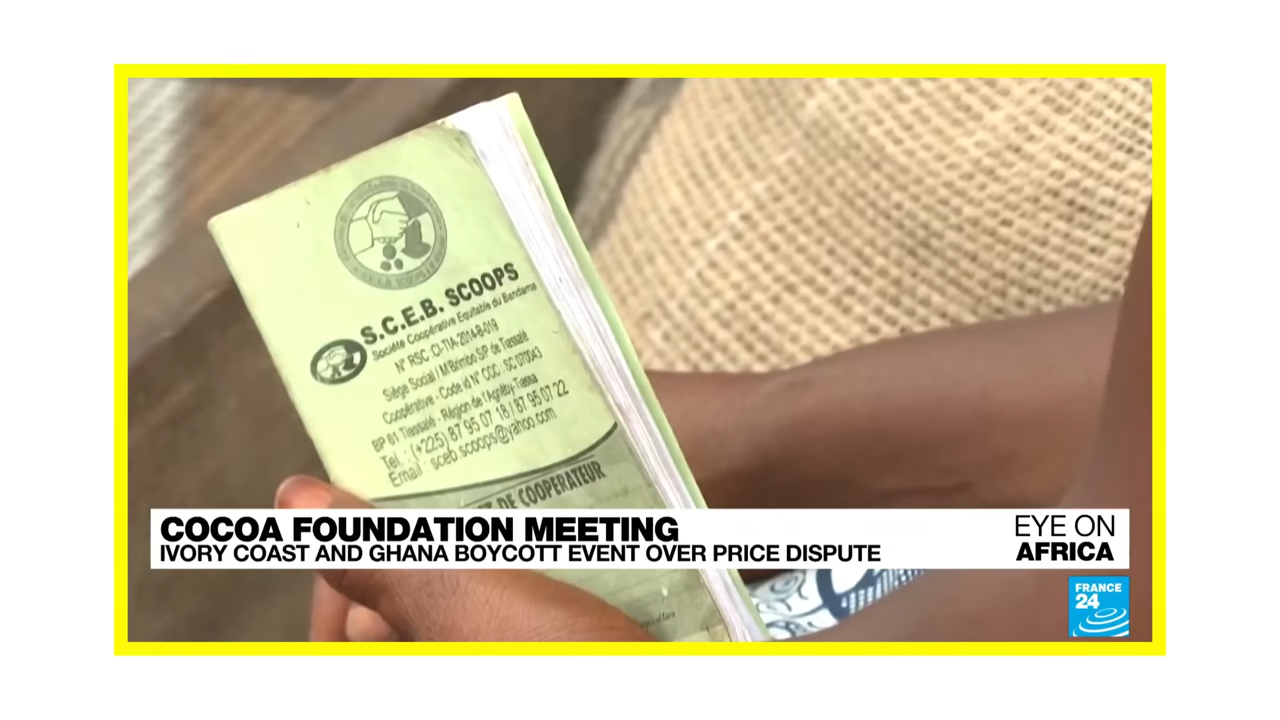 S.C.E.B. SCOOPS
Société Coopérative Equitable du Bandama
N° RSC CI-TIA-2014-B-019
Siège Social / M'Brimbo S/P de Tiassalé
Coopérative - Code id N° CCC : SC 070043
BP 61 Tiassalé - Région de l'Agnéby-Tiassa
Tel. : (+225) 87 95 07 18 / 87 95 07 22
Email : sceb.scoops@yahoo.com
DE COOPERATEUR
COCOA FOUNDATION MEETING
IVORY COAST AND GHANA BOYCOTT EVENT OVER PRICE DISPUTE
EYE ON
AFRICA
FRANCE
24